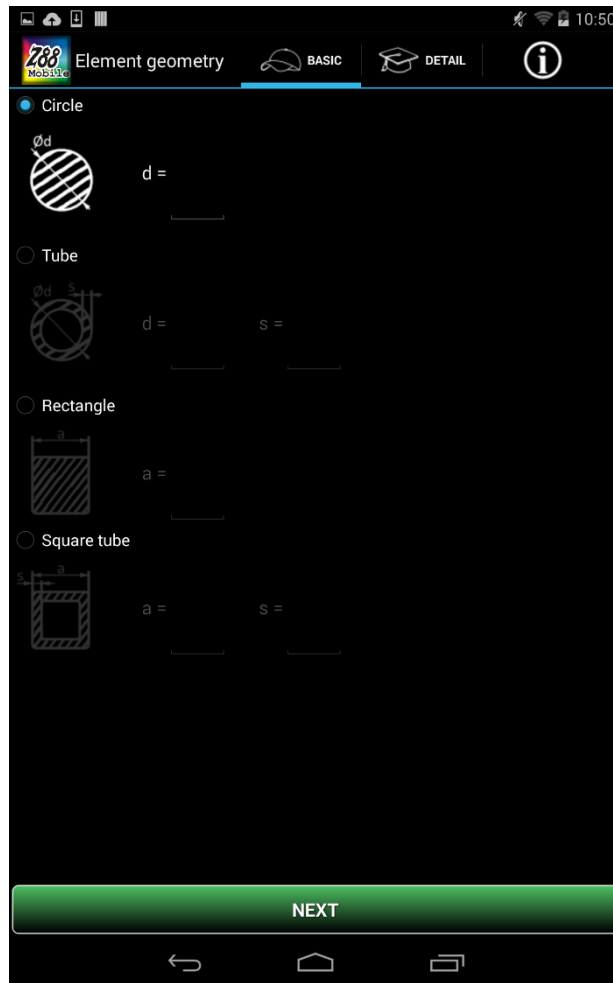 10:50
Z88
Mobile
Element geometry
BASIC
DETAIL
i
Circle
Ød
d =
Tube
Ød s
d = s =
Rectangle
a
a =
Square tube
s a
a = s =
NEXT